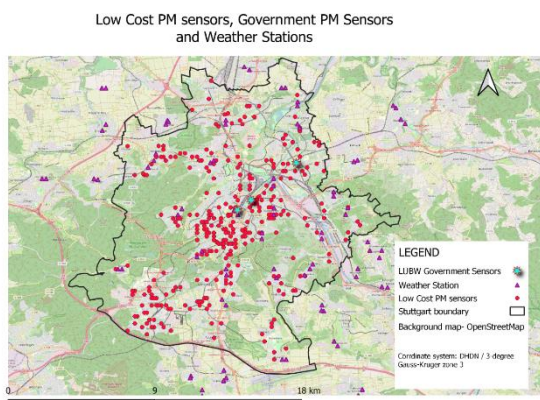 Low Cost PM sensors, Government PM Sensors
and Weather Stations
LEGEND
LUBW Government Sensors
Weather Station
Low Cost PM sensors
Stuttgart boundary
Background map- OpenStreetMap
Cordinate system: DHDN / 3-degree
Gauss-Kruger zone 3
0 9 18 km